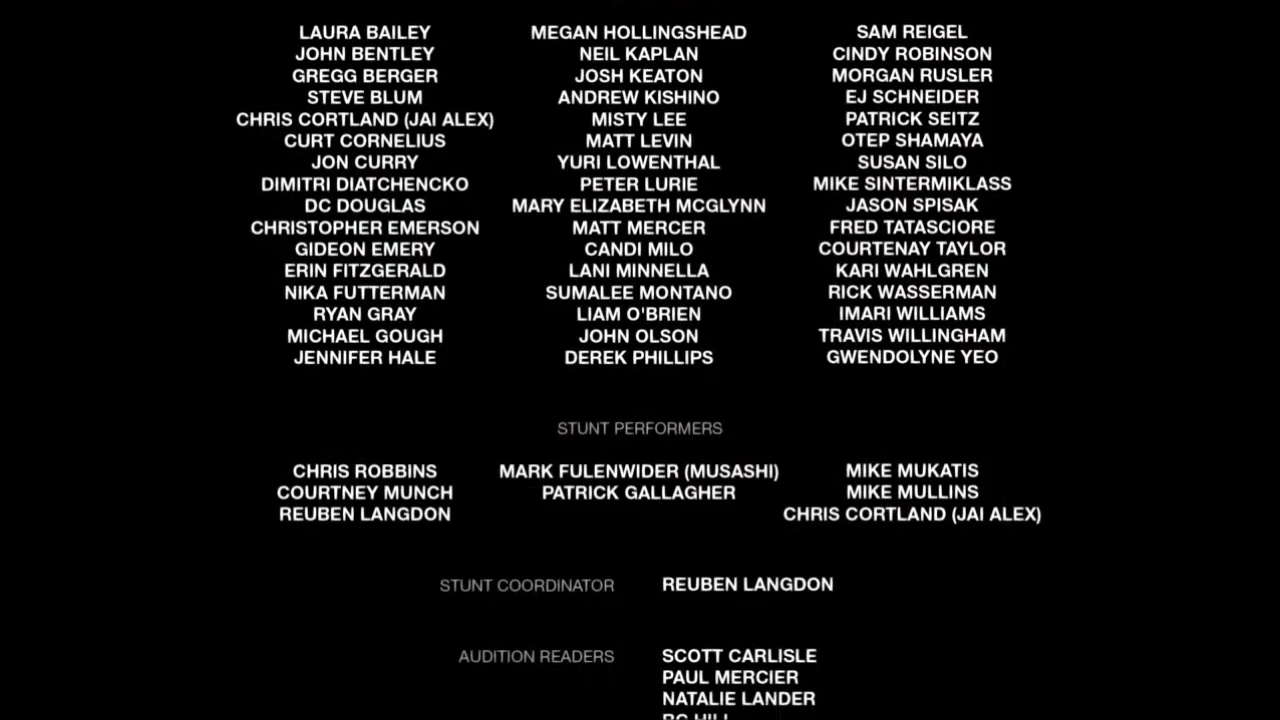 LAURA BAILEY MEGAN HOLLINGSHEAD SAM REIGEL
JOHN BENTLEY NEIL KAPLAN CINDY ROBINSON
GREGG BERGER JOSH KEATON MORGAN RUSLER
STEVE BLUM ANDREW KISHINO EJ SCHNEIDER
CHRIS CORTLAND (JAI ALEX) MISTY LEE PATRICK SEITZ
CURT CORNELIUS MATT LEVIN OTEP SHAMAYA
JON CURRY YURI LOWENTHAL SUSAN SILO
DIMITRI DIATCHENCKO PETER LURIE MIKE SINTERMIKLASS
DC DOUGLAS MARY ELIZABETH MCGLYNN JASON SPISAK
CHRISTOPHER EMERSON MATT MERCER FRED TATASCIORE
GIDEON EMERY CANDI MILO COURTENAY TAYLOR
ERIN FITZGERALD LANI MINNELLA KARI WAHLGREN
NIKA FUTTERMAN SUMALEE MONTANO RICK WASSERMAN
RYAN GRAY LIAM O'BRIEN IMARI WILLIAMS
MICHAEL GOUGH JOHN OLSON TRAVIS WILLINGHAM
JENNIFER HALE DEREK PHILLIPS GWENDOLYNE YEO
STUNT PERFORMERS
CHRIS ROBBINS MARK FULENWIDER (MUSASHI) MIKE MUKATIS
COURTNEY MUNCH PATRICK GALLAGHER MIKE MULLINS
REUBEN LANGDON CHRIS CORTLAND (JAI ALEX)
STUNT COORDINATOR REUBEN LANGDON
AUDITION READERS SCOTT CARLISLE
PAUL MERCIER
NATALIE LANDER